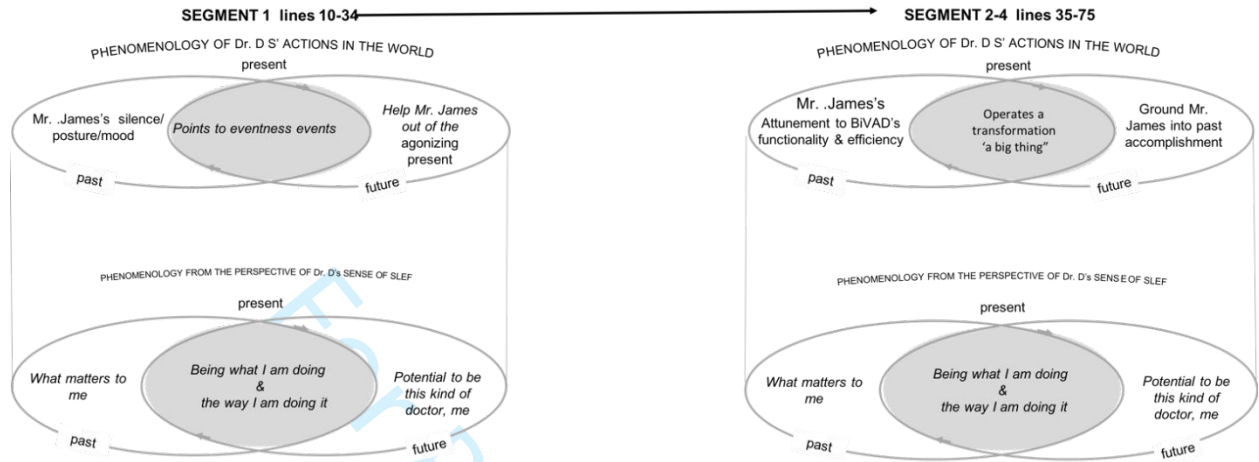 SEGMENT 1 lines 10-34
PHENOMENOLOGY OF Dr. D S' ACTIONS IN THE WORLD
present
Mr. .James's silence/
posture/mood
Points to eventness events
Help Mr. James
out of the
agonizing
present
past
future
PHENOMENOLOGY FROM THE PERSPECTIVE OF Dr. D's SENSE OF SLEF
present
What matters to
me
Being what I am doing
&
the way I am doing it
Potential to be
this kind of
doctor, me
past
future
SEGMENT 2-4 lines 35-75
PHENOMENOLOGY OF Dr. D S' ACTIONS IN THE WORLD
present
Mr. .James's
Attunement to BiVAD's
functionality & efficiency
Operates a
transformation
'a big thing"
Ground Mr.
James into past
accomplishment
past
future
PHENOMENOLOGY FROM THE PERSPECTIVE OF Dr. D's SENSE OF SLEF
present
What matters to
me
Being what I am doing
&
the way I am doing it
Potential to be
this kind of
doctor, me
past
future